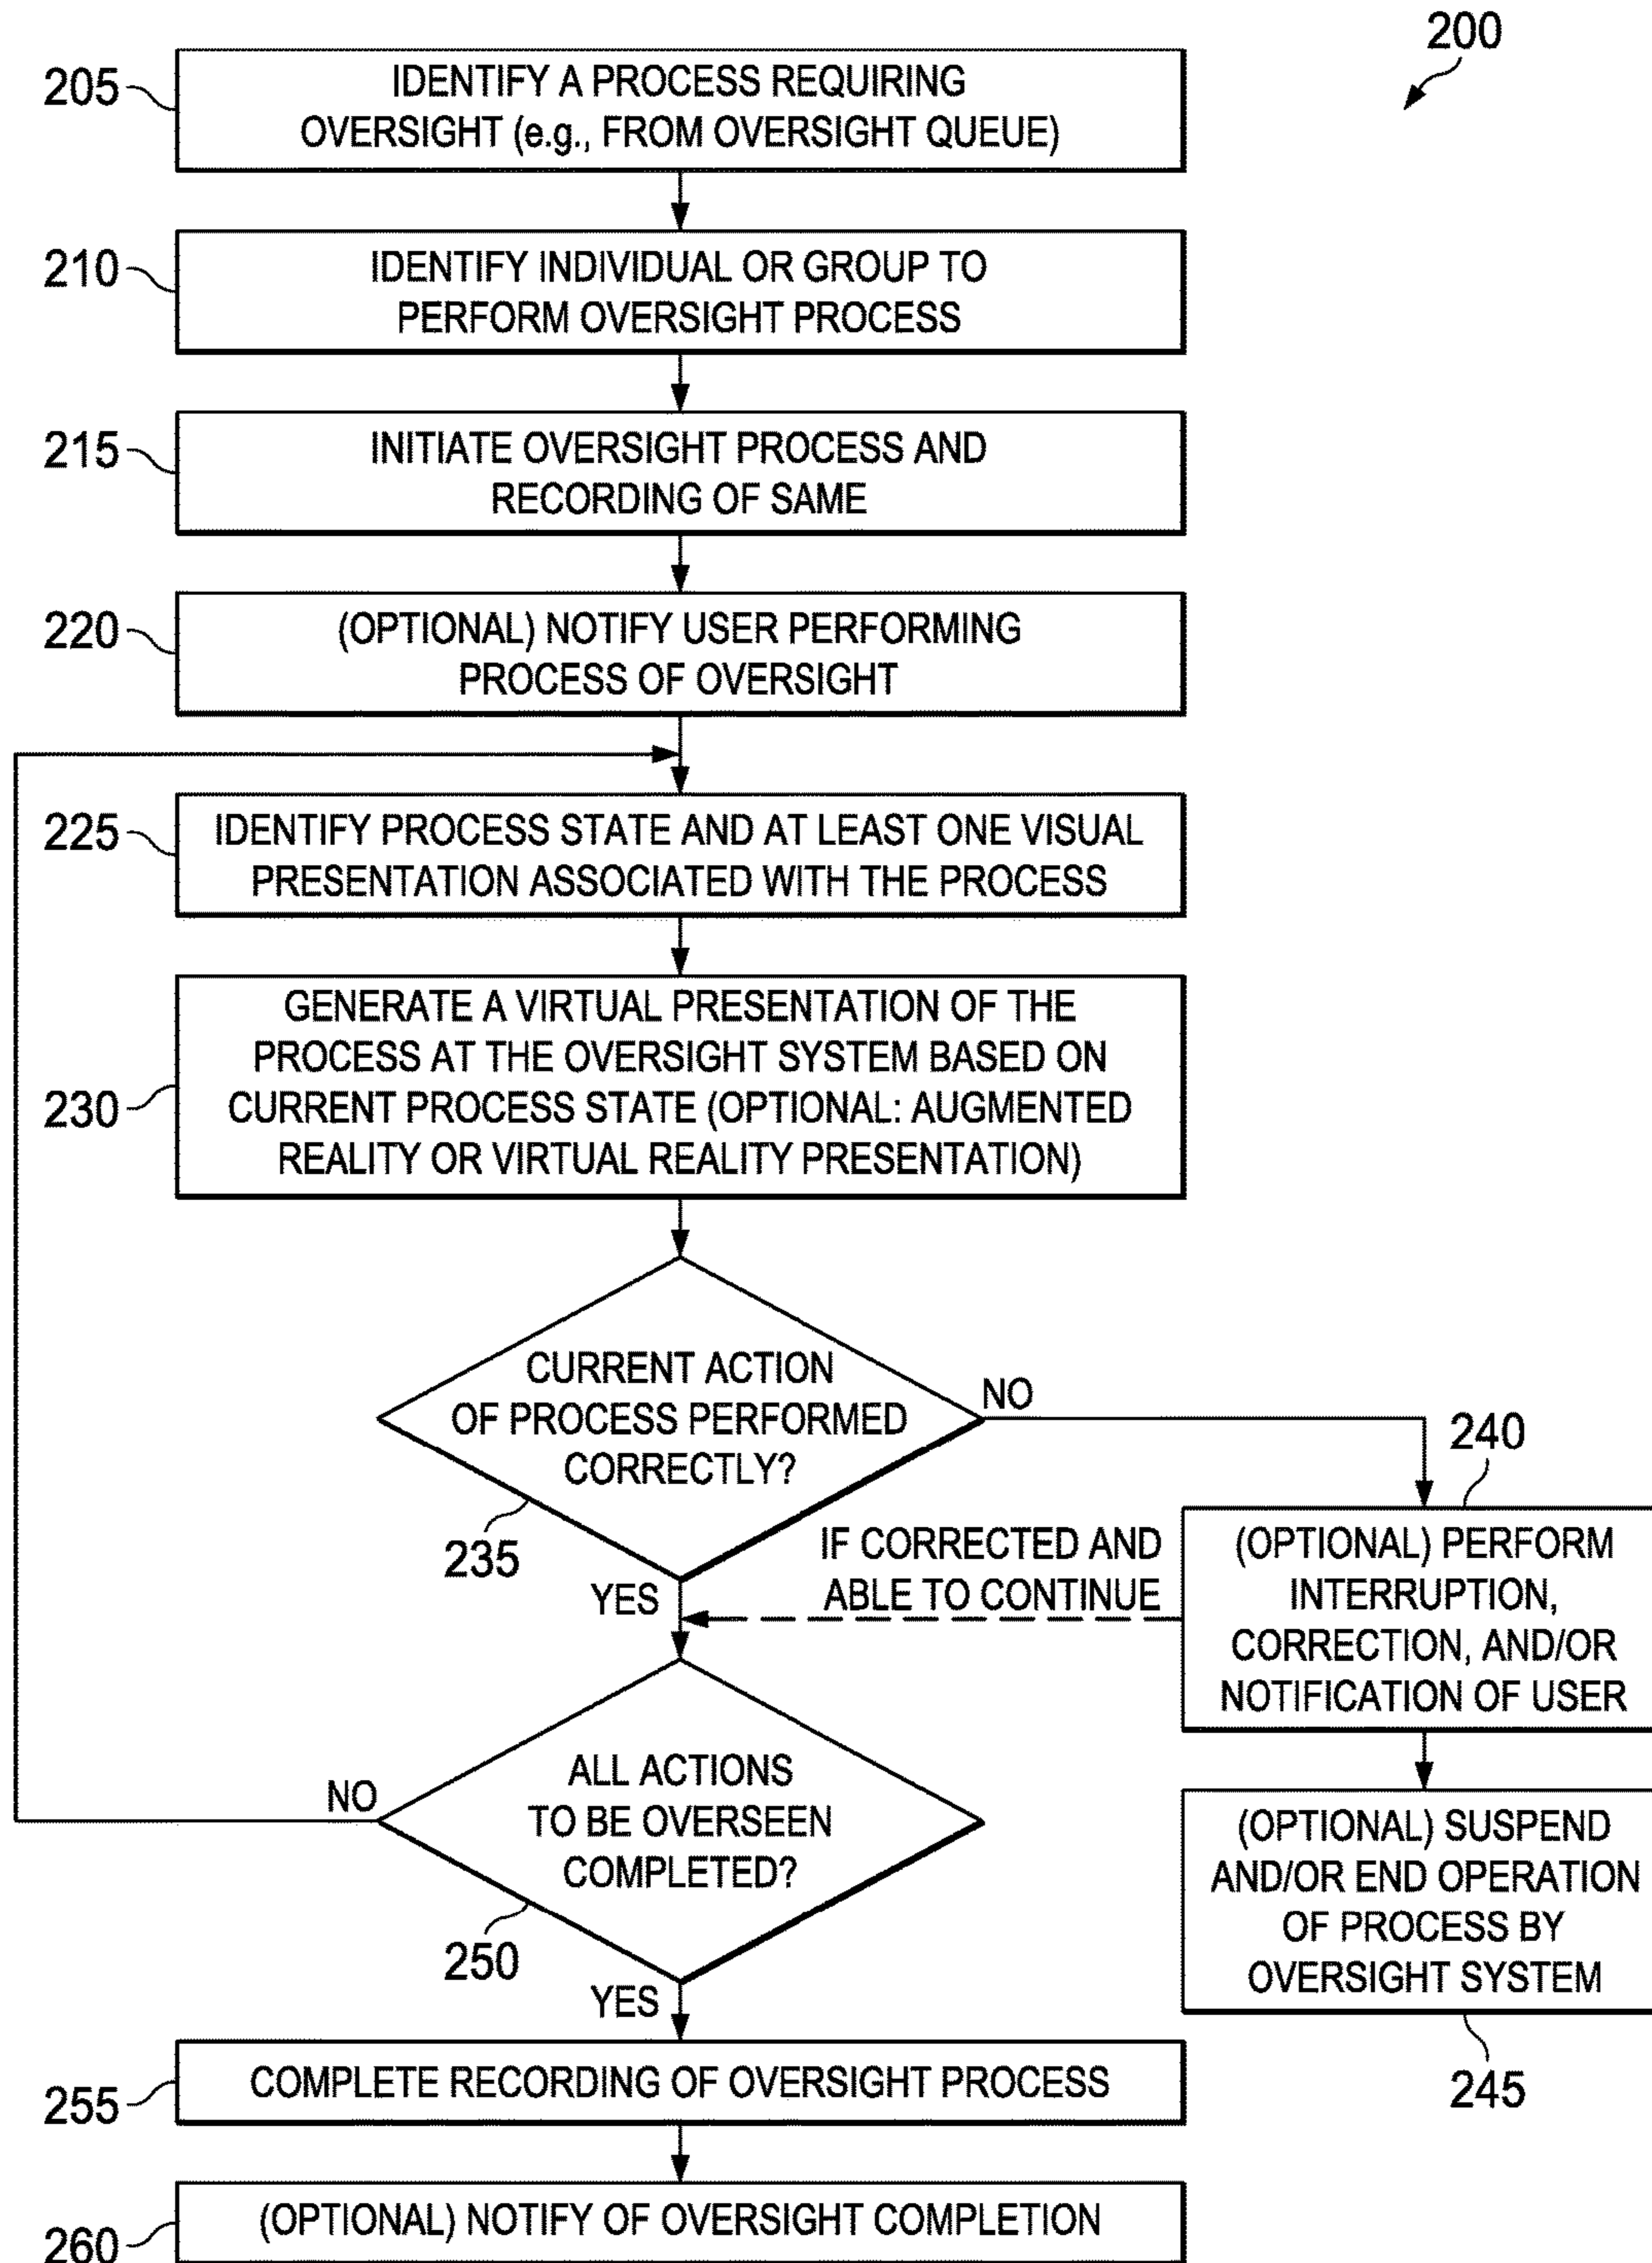 200
205
IDENTIFY A PROCESS REQUIRING
OVERSIGHT (e.g., FROM OVERSIGHT QUEUE)
210
IDENTIFY INDIVIDUAL OR GROUP TO
PERFORM OVERSIGHT PROCESS
215
INITIATE OVERSIGHT PROCESS AND
RECORDING OF SAME
220
(OPTIONAL) NOTIFY USER PERFORMING
PROCESS OF OVERSIGHT
225
IDENTIFY PROCESS STATE AND AT LEAST ONE VISUAL
PRESENTATION ASSOCIATED WITH THE PROCESS
230
GENERATE A VIRTUAL PRESENTATION OF THE
PROCESS AT THE OVERSIGHT SYSTEM BASED ON
CURRENT PROCESS STATE (OPTIONAL: AUGMENTED
REALITY OR VIRTUAL REALITY PRESENTATION)
CURRENT ACTION
OF PROCESS PERFORMED
CORRECTLY?
235
NO
YES
240
(OPTIONAL) PERFORM
INTERRUPTION,
CORRECTION, AND/OR
NOTIFICATION OF USER
IF CORRECTED AND
ABLE TO CONTINUE
(OPTIONAL) SUSPEND
AND/OR END OPERATION
OF PROCESS BY
OVERSIGHT SYSTEM
245
ALL ACTIONS
TO BE OVERSEEN
COMPLETED?
250
NO
YES
255
COMPLETE RECORDING OF OVERSIGHT PROCESS
260
(OPTIONAL) NOTIFY OF OVERSIGHT COMPLETION